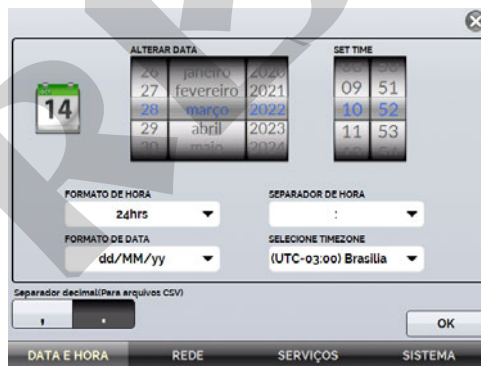 ALTERAR DATA SET TIME
26 janeiro 2020
27 fevereiro 2021 09 51
14 28 março 2022 10 52
29 abril 2023 11 53
30 maio 2024
FORMATO DE HORA SEPARADOR DE HORA
24hrs :
FORMATO DE DATA SELECIONE TIMEZONE
dd/MM/yy (UTC-03:00) Brasilia
Separador decimal(Para arquivos CSV)
, .
OK
DATA E HORA REDE SERVIÇOS SISTEMA